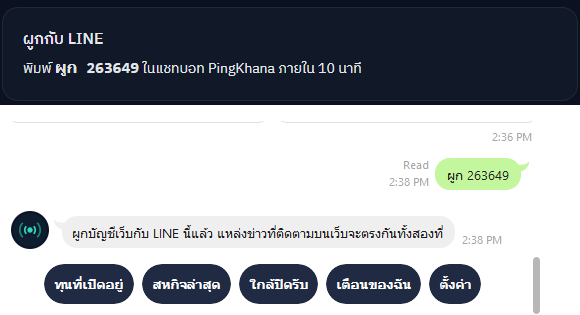 ผูกกับ LINE
พิมพ์ ผูก 263649 ในแชทบอท PingKhana ภายใน 10 นาที
2:36 PM
Read
2:38 PM
ผูก 263649
ผูกบัญชีเว็บกับ LINE นี้แล้ว แหล่งข่าวที่ติดตามบนเว็บจะตรงกันทั้งสองที่
2:38 PM
ทุนที่เปิดอยู่ สหกิจล่าสุด ใกล้ปิดรับ เตือนของฉัน ตั้งค่า